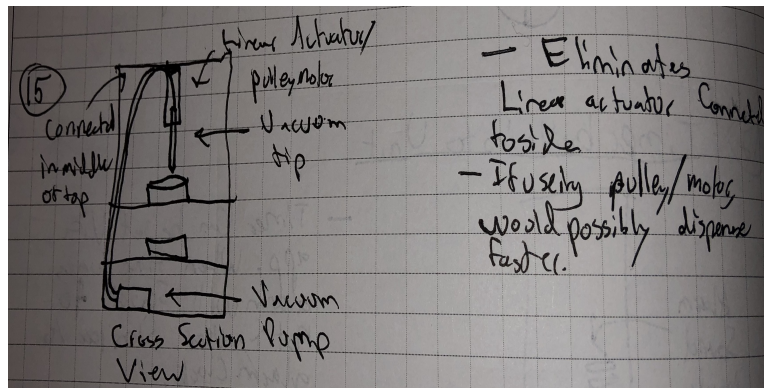 15
Linear Actuator/
pulley motor
Connected
in middle
of top
Vacuum
tip
Vacuum
Pump
Cross Section
View
- Eliminates
Linear actuator Connected
to side
- If using pulley/motor,
would possibly dispense
faster.